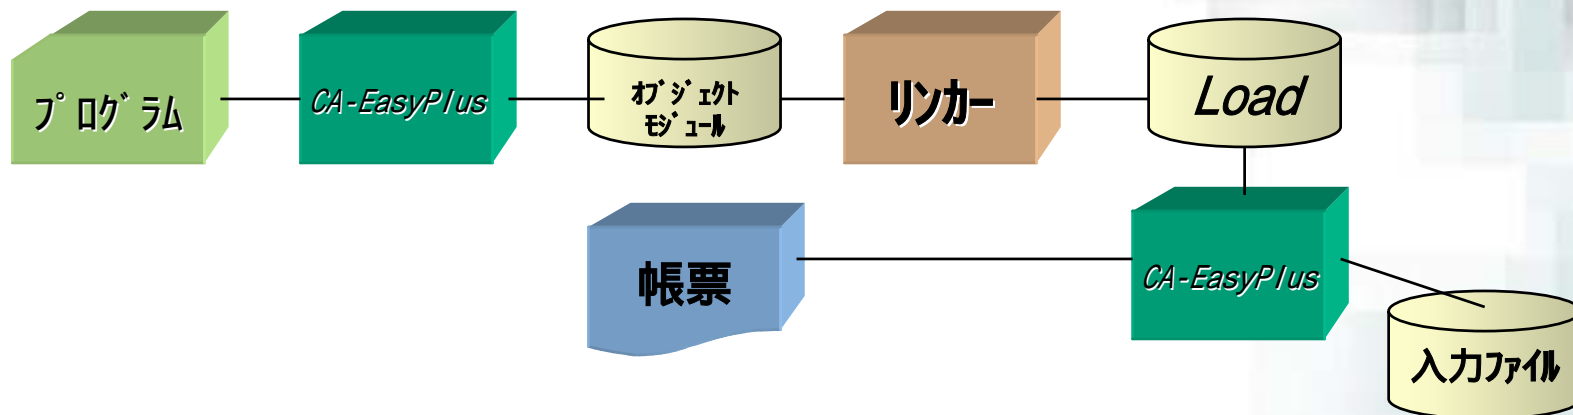 ﾌﾟﾛｸﾞﾗﾑ
CA-EasyPlus
ｵﾌﾞｼﾞｪｸﾄ
ﾓｼﾞｭｰﾙ
リンカー
Load
帳票
CA-EasyPlus
入力ﾌｧｲﾙ